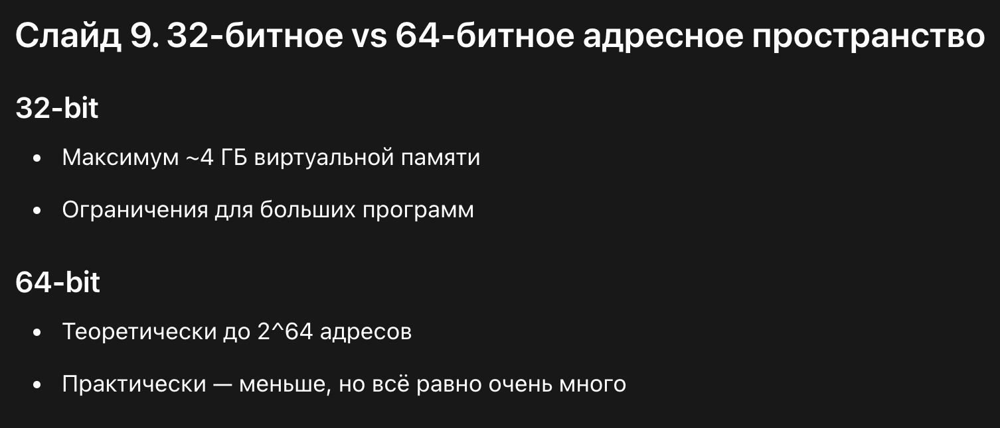 Слайд 9. 32-битное vs 64-битное адресное пространство
32-bit
• Максимум ~4 ГБ виртуальной памяти
• Ограничения для больших программ
64-bit
• Теоретически до 2^64 адресов
• Практически — меньше, но всё равно очень много